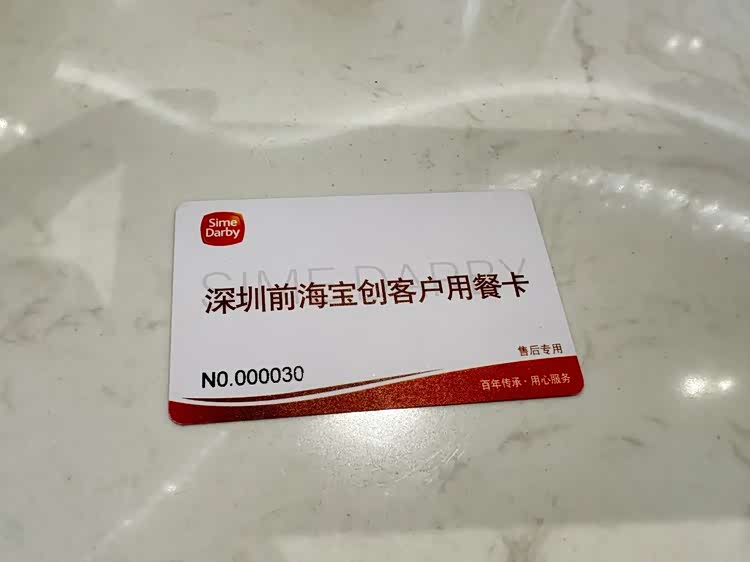 Sime
Darby
SIME DARBY
深圳前海宝创客户用餐卡
售后专用
NO.000030
百年传承·用心服务